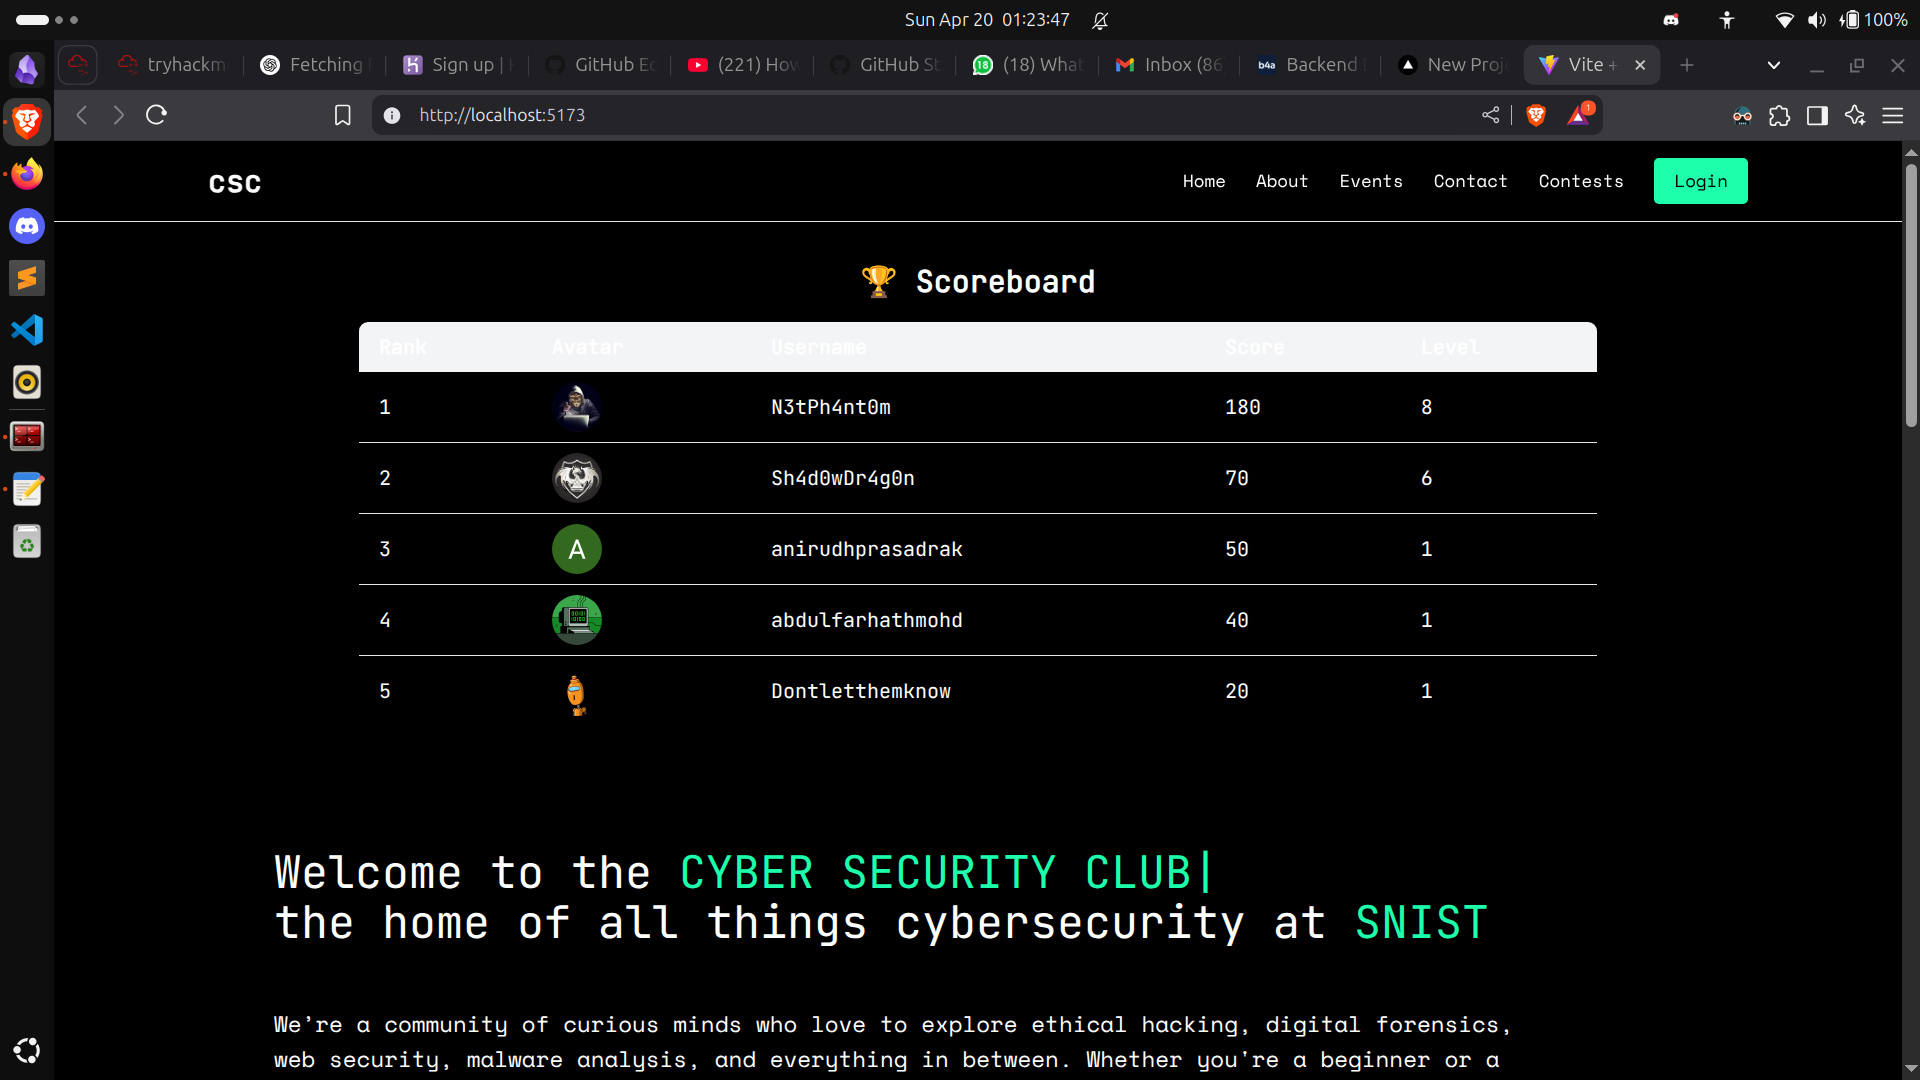 Sun Apr 20 01:23:47
100%
tryhackm
Fetching
Sign up |
GitHub Ed
(221) How
GitHub St
18
(18) What
Inbox (86
b4a Backend
New Proj
Vite +
http://localhost:5173
1
csc
Home About Events Contact Contests Login
🏆 Scoreboard
Rank Avatar Username Score Level
1 N3tPh4nt0m 180 8
2 Sh4d0wDr4g0n 70 6
3 A anirudhprasadrak 50 1
4 abdulfarhathmohd 40 1
5 Dontletthemknow 20 1
Welcome to the CYBER SECURITY CLUB|
the home of all things cybersecurity at SNIST
We're a community of curious minds who love to explore ethical hacking, digital forensics,
web security, malware analysis, and everything in between. Whether you're a beginner or a